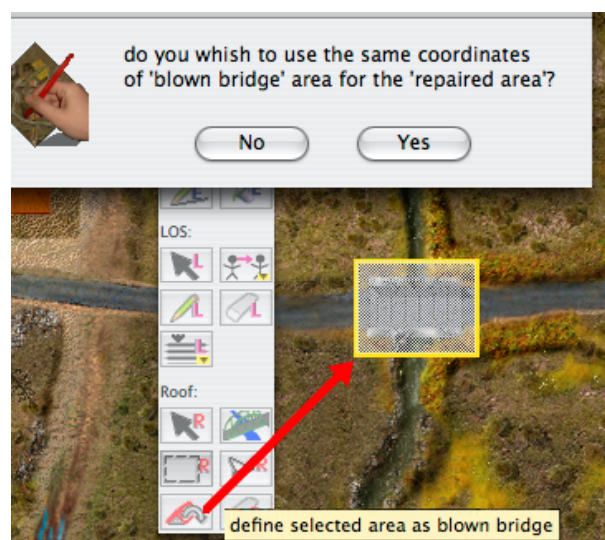 do you whish to use the same coordinates
of 'blown bridge' area for the 'repaired area'?
No Yes
LOS:
L
L L
L
Roof:
R
R R
define selected area as blown bridge